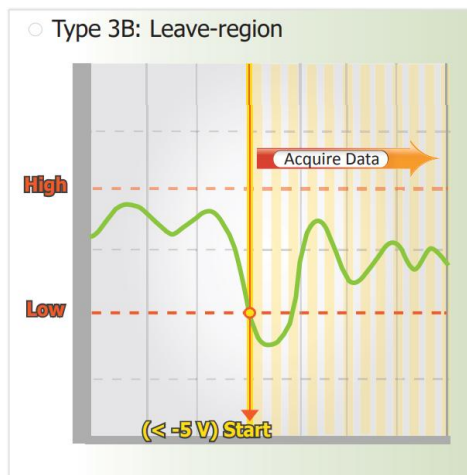 Type 3B: Leave-region
Acquire Data
High
Low
(< -5 V) Start